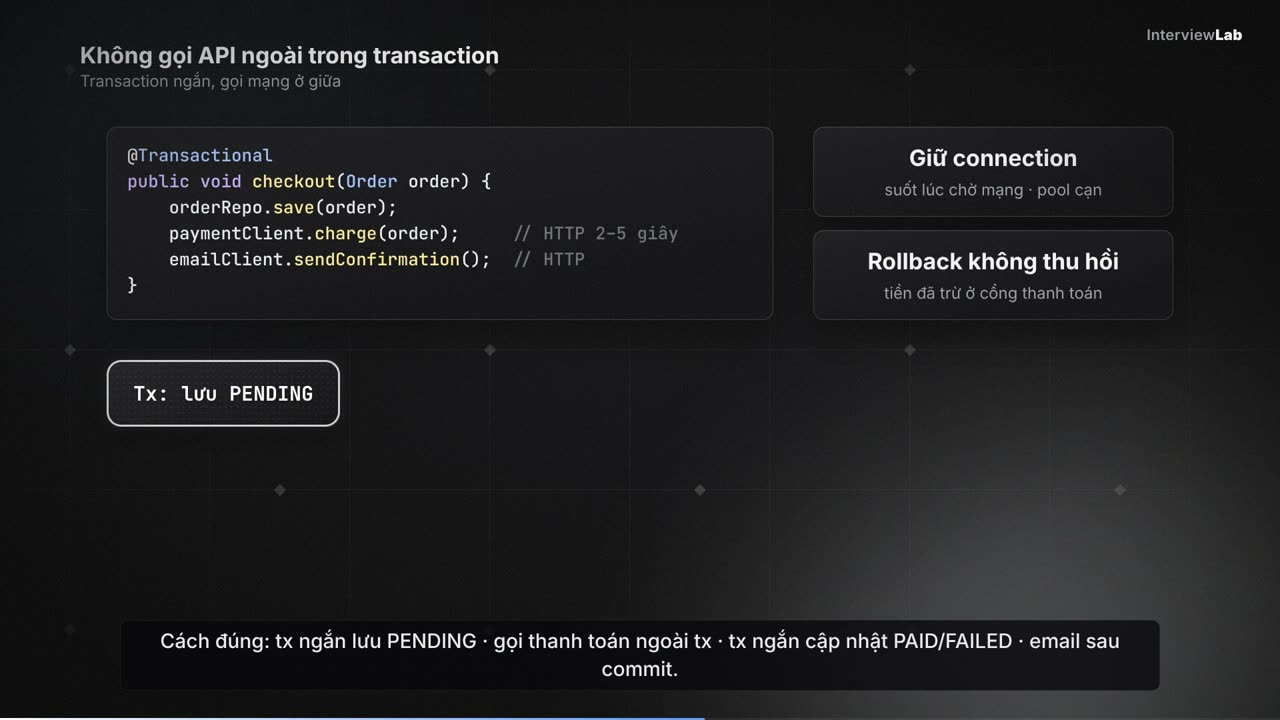 InterviewLab
Không gọi API ngoài trong transaction
Transaction ngắn, gọi mạng ở giữa
@Transactional
public void checkout(Order order) {
    orderRepo.save(order);
    paymentClient.charge(order);     // HTTP 2–5 giây
    emailClient.sendConfirmation();  // HTTP
}
Giữ connection
suốt lúc chờ mạng · pool cạn
Rollback không thu hồi
tiền đã trừ ở cổng thanh toán
Tx: lưu PENDING
Cách đúng: tx ngắn lưu PENDING · gọi thanh toán ngoài tx · tx ngắn cập nhật PAID/FAILED · email sau
commit.